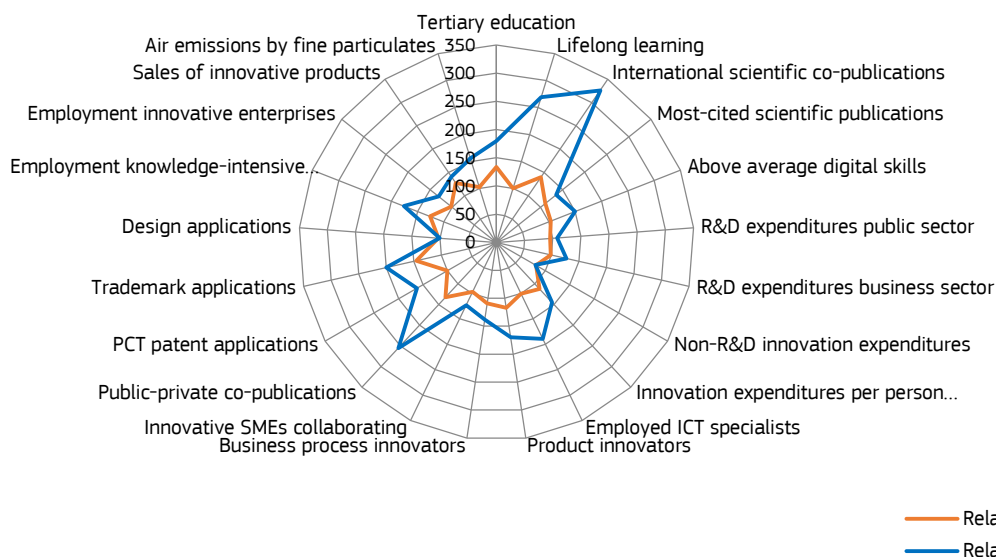 Tertiary education
Lifelong learning
International scientific co-publications
Most-cited scientific publications
Above average digital skills
R&D expenditures public sector
R&D expenditures business sector
Non-R&D innovation expenditures
Innovation expenditures per person...
Employed ICT specialists
Product innovators
Business process innovators
Innovative SMEs collaborating
Public-private co-publications
PCT patent applications
Trademark applications
Design applications
Employment knowledge-intensive...
Employment innovative enterprises
Sales of innovative products
Air emissions by fine particulates
350
300
250
200
150
100
50
0
Rela
Rela